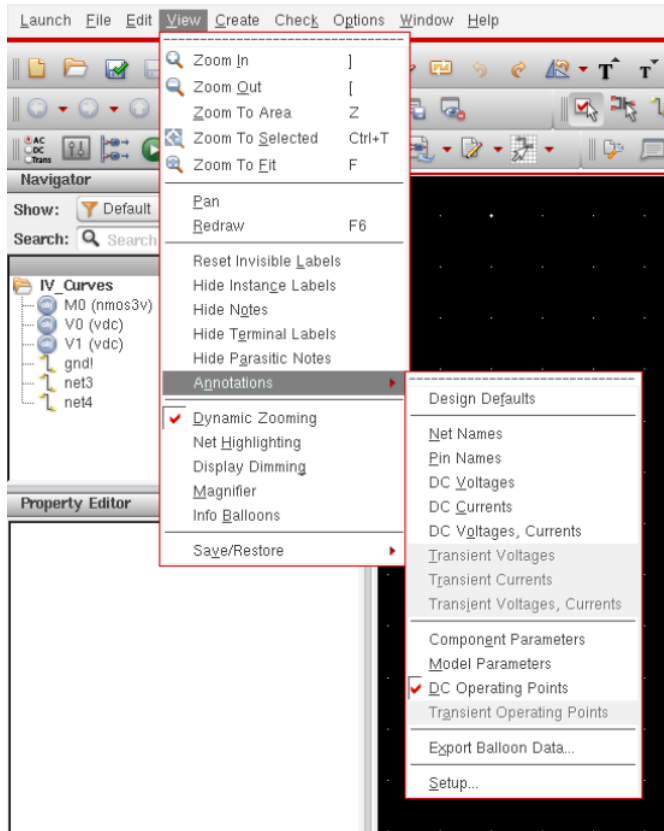 Launch File Edit View Create Check Options Window Help
Zoom In ]
Zoom Out [
Zoom To Area Z
Zoom To Selected Ctrl+T
Zoom To Fit F
Pan
Redraw F6
Reset Invisible Labels
Hide Instance Labels
Hide Notes
Hide Terminal Labels
Hide Parasitic Notes
Annotations
Dynamic Zooming
Net Highlighting
Display Dimming
Magnifier
Info Balloons
Save/Restore
Design Defaults
Net Names
Pin Names
DC Voltages
DC Currents
DC Voltages, Currents
Transient Voltages
Transient Currents
Transient Voltages, Currents
Component Parameters
Model Parameters
DC Operating Points
Transient Operating Points
Export Balloon Data...
Setup...
T T
AC
DC
Trans
Navigator
Show: Default
Search: Search
IV_Curves
M0 (nmos3v)
V0 (vdc)
V1 (vdc)
gnd!
net3
net4
Property Editor